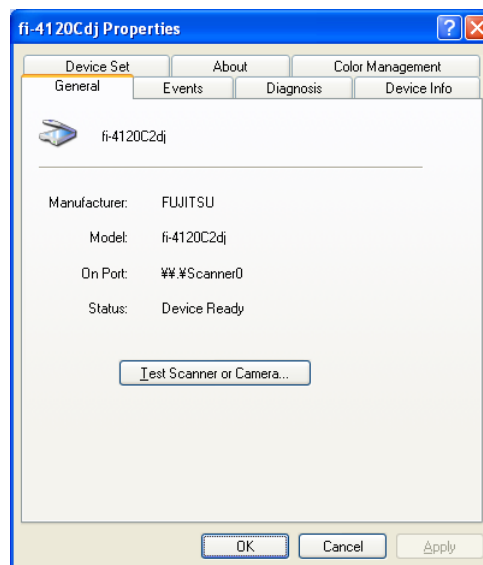 fi-4120Cdj Properties
?
Device Set About Color Management
General Events Diagnosis Device Info
fi-4120C2dj
Manufacturer: FUJITSU
Model: fi-4120C2dj
On Port: ¥¥.¥Scanner0
Status: Device Ready
Test Scanner or Camera...
OK Cancel Apply